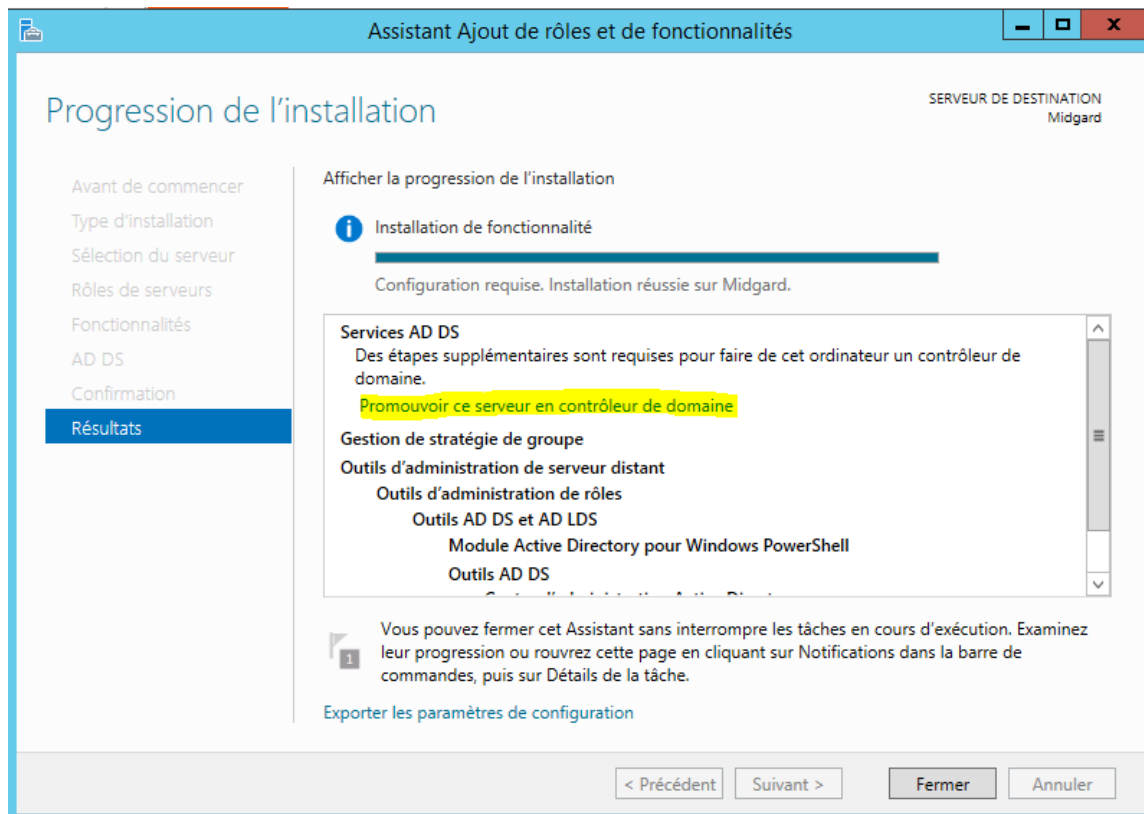 Assistant Ajout de rôles et de fonctionnalités
Progression de l'installation
SERVEUR DE DESTINATION
Midgard
Avant de commencer
Type d'installation
Sélection du serveur
Rôles de serveurs
Fonctionnalités
AD DS
Confirmation
Résultats
Afficher la progression de l'installation
Installation de fonctionnalité
Configuration requise. Installation réussie sur Midgard.
Services AD DS
Des étapes supplémentaires sont requises pour faire de cet ordinateur un contrôleur de
domaine.
Promouvoir ce serveur en contrôleur de domaine
Gestion de stratégie de groupe
Outils d'administration de serveur distant
Outils d'administration de rôles
Outils AD DS et AD LDS
Module Active Directory pour Windows PowerShell
Outils AD DS
1
Vous pouvez fermer cet Assistant sans interrompre les tâches en cours d'exécution. Examinez
leur progression ou rouvrez cette page en cliquant sur Notifications dans la barre de
commandes, puis sur Détails de la tâche.
Exporter les paramètres de configuration
< Précédent
Suivant >
Fermer
Annuler